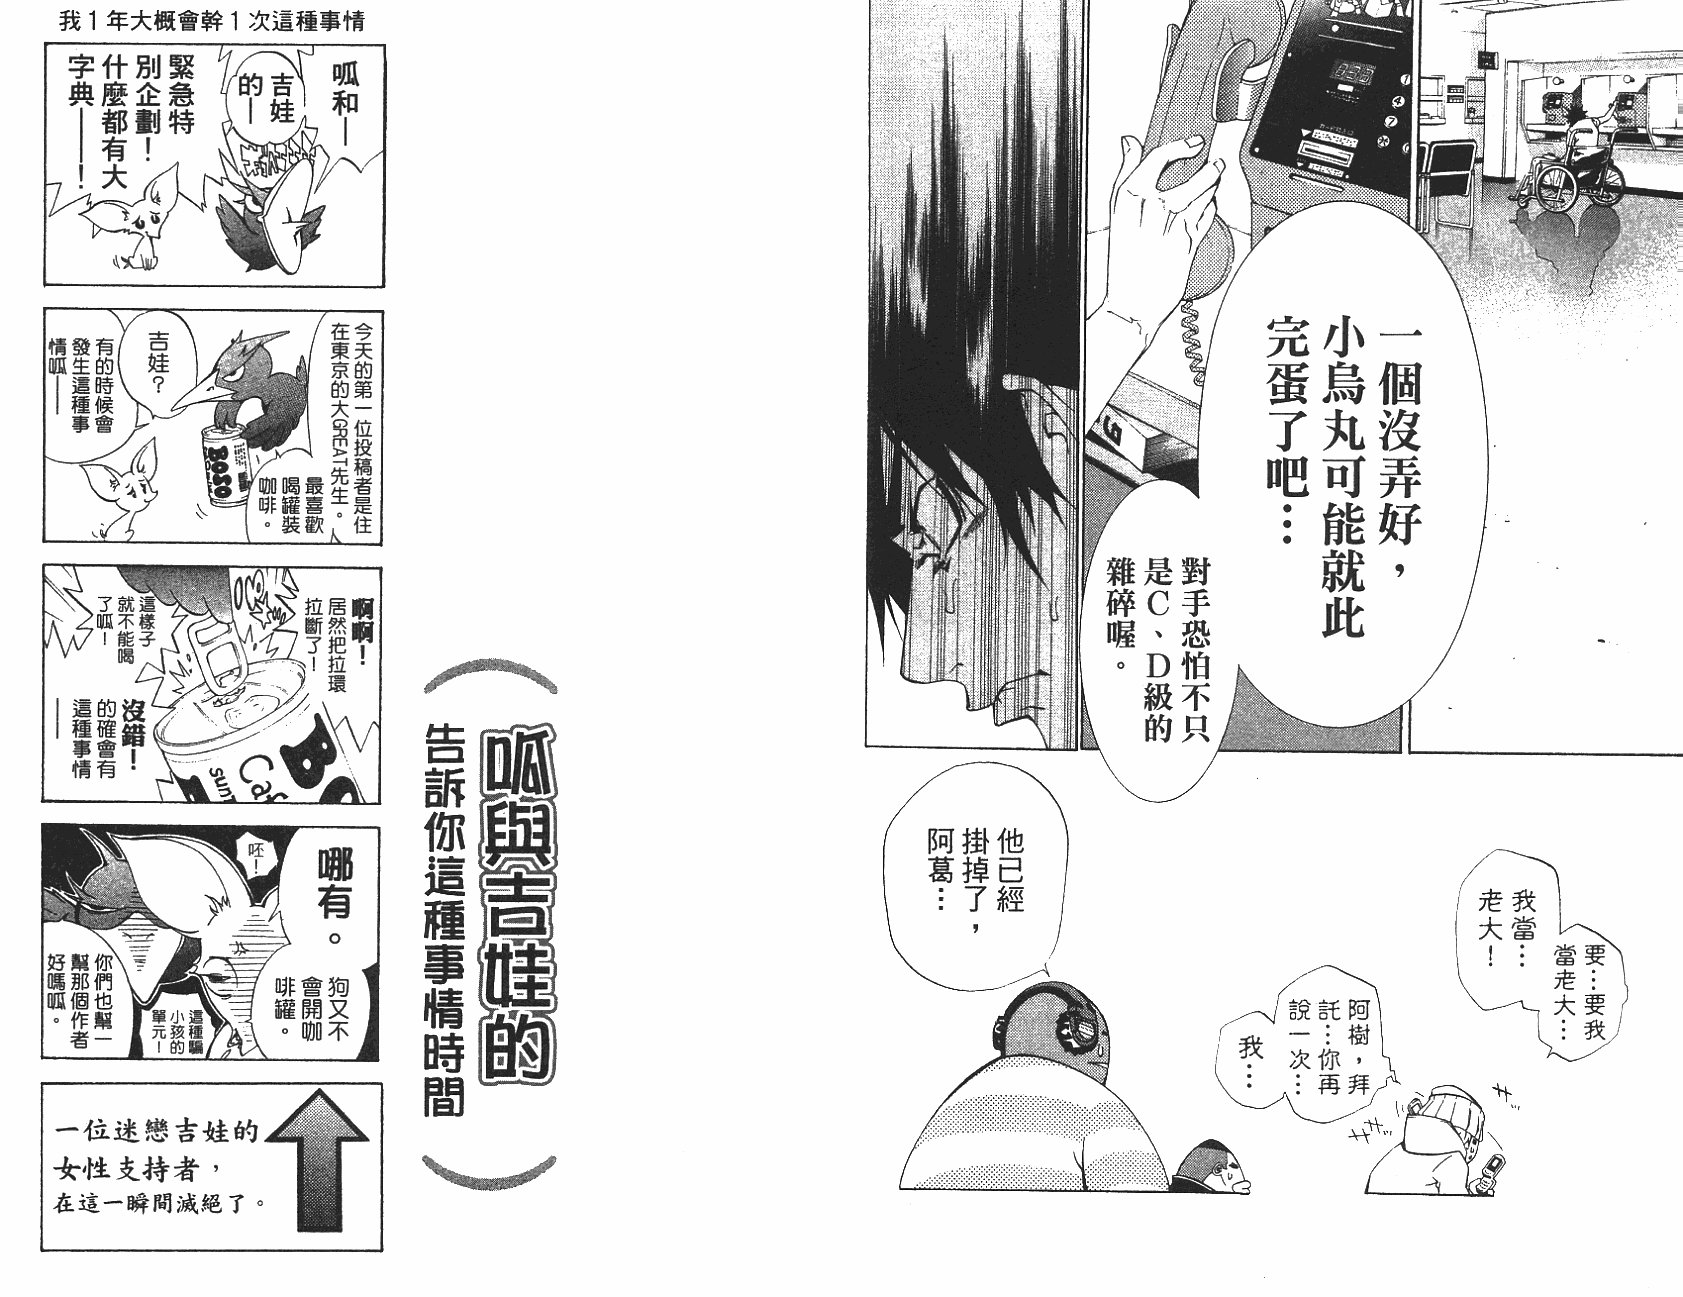 一個沒弄好，
小烏丸可能就此
完蛋了吧…
對手恐怕不只
是Ｃ、Ｄ級的
雜碎喔。
要…要我
當老大…
我當…
老大！
阿樹，拜
託…你再
說一次…
我…
他已經
掛掉了，
阿葛…
呱與吉娃的
告訴你這種事情時間
我１年大概會幹１次這種事情
呱和—
吉娃
的—
緊急特
別企劃！
什麼都有大
字典——！
今天的第一位投稿者是住
在東京的大GREAT先生。
最喜歡
喝罐裝
咖啡。
吉娃？
有的時候會
發生這種事
情呱——
BOSO
啊啊！
居然把拉環
拉斷了！
這樣子
就不能喝
了呱！
沒錯！
的確會有
這種事情
——
哪有。
狗又不
會開咖
啡罐。
呸！
這種騙
小孩的
單元！
你們也幫一
幫那個作者
好嗎呱。
一位迷戀吉娃的
女性支持者，
在這一瞬間滅絕了。